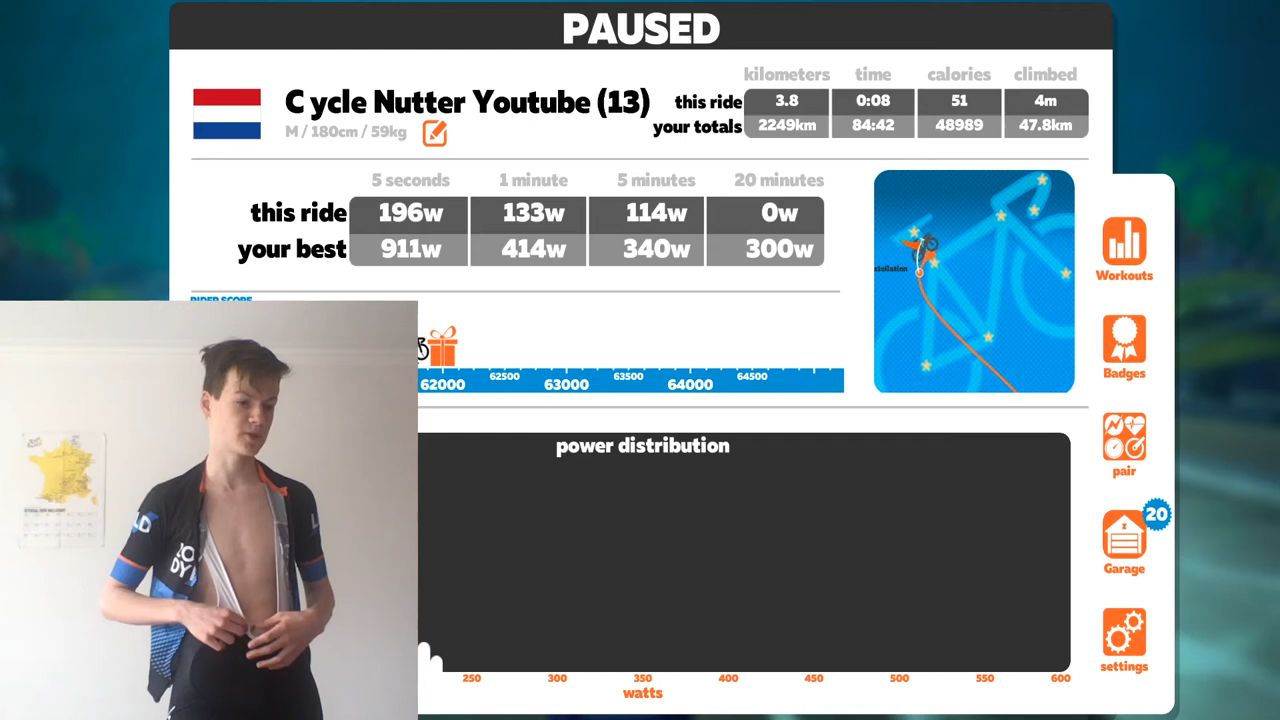 PAUSED
C ycle Nutter Youtube (13)
M / 180cm / 59kg
kilometers time calories climbed
this ride 3.8 0:08 51 4m
your totals 2249km 84:42 48989 47.8km
5 seconds 1 minute 5 minutes 20 minutes
this ride 196w 133w 114w 0w
your best 911w 414w 340w 300w
RIDER SCORE
62000 62500 63000 63500 64000 64500
power distribution
250 300 350 400 450 500 550 600
watts
Workouts
Badges
pair
20
Garage
settings